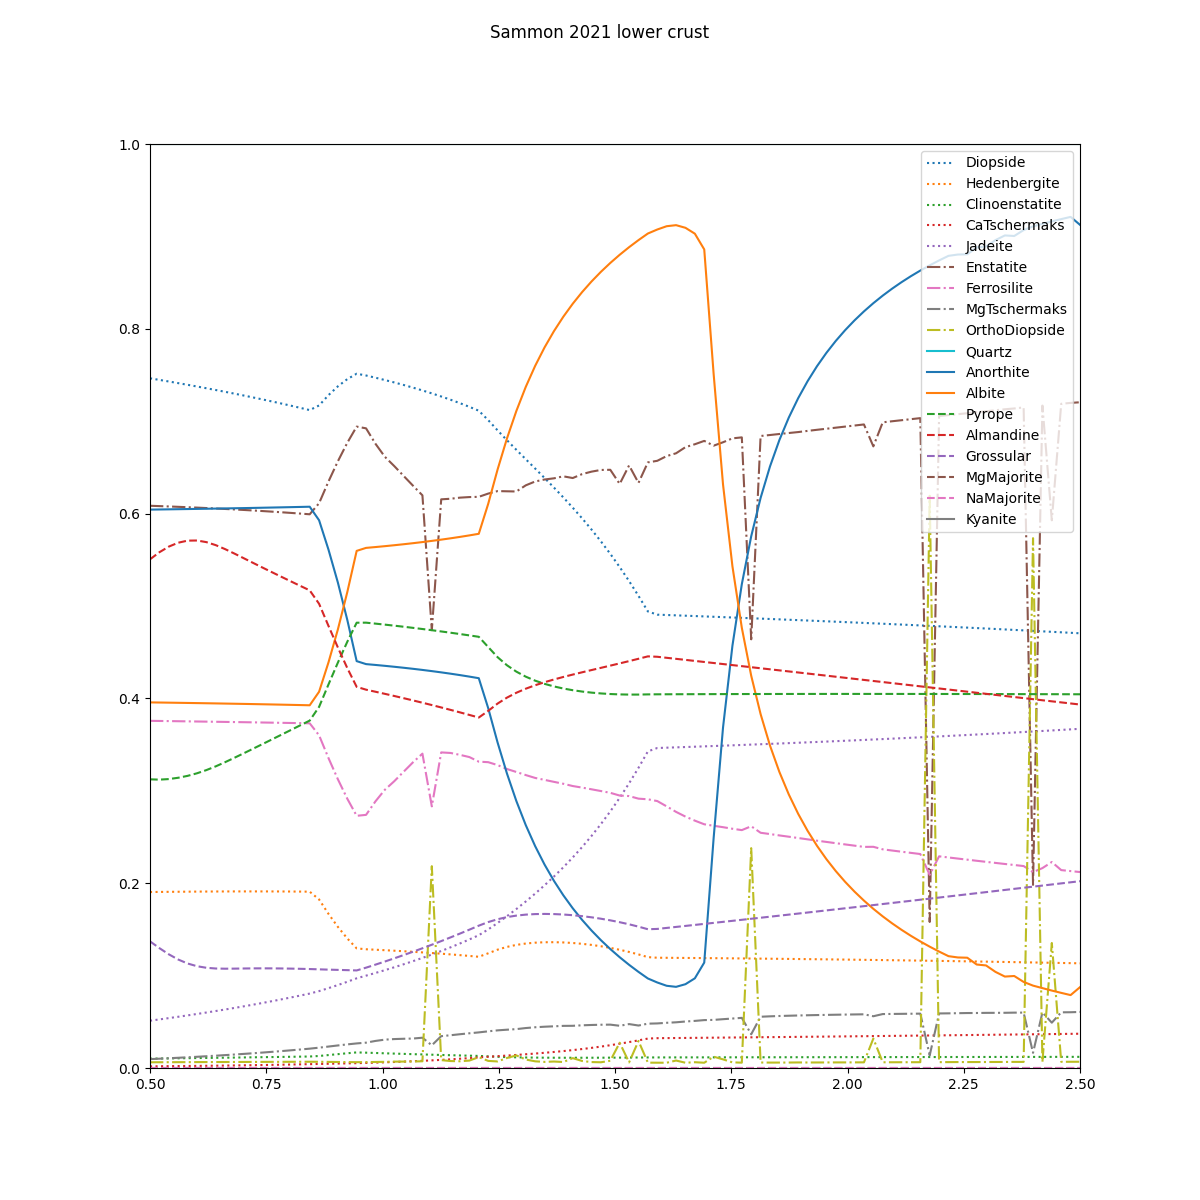 Sammon 2021 lower crust
1.0
0.8
0.6
0.4
0.2
0.0
0.50
0.75
1.00
1.25
1.50
1.75
2.00
2.25
2.50
Diopside
Hedenbergite
Clinoenstatite
CaTschermaks
Jadeite
Enstatite
Ferrosilite
MgTschermaks
OrthoDiopside
Quartz
Anorthite
Albite
Pyrope
Almandine
Grossular
MgMajorite
NaMajorite
Kyanite